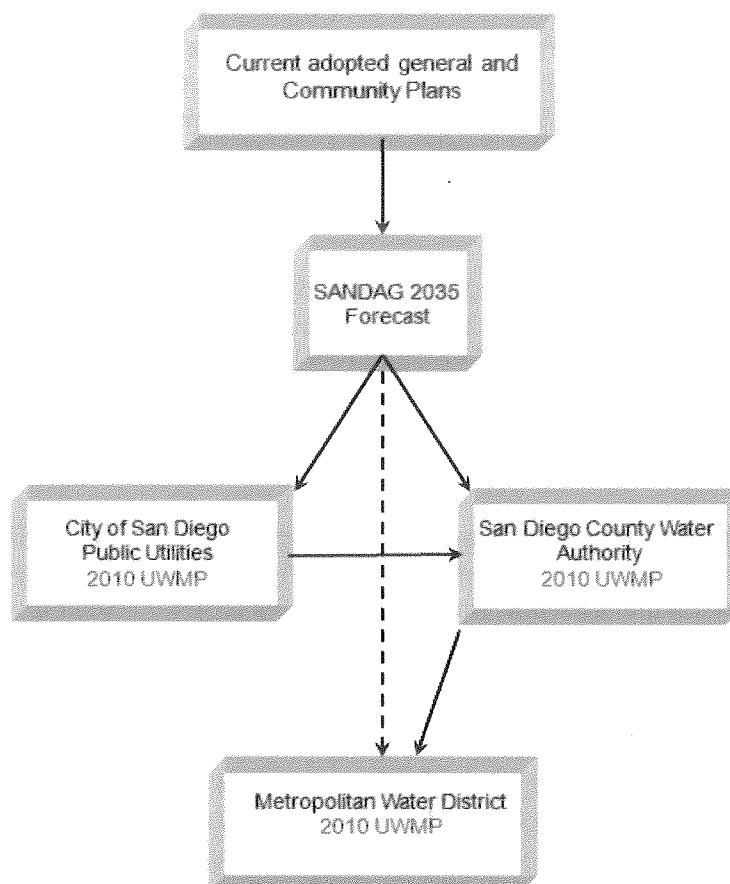 Current adopted general and
Community Plans
SANDAG 2035
Forecast
City of San Diego
Public Utilities
2010 UWMP
San Diego County Water
Authority
2010 UWMP
Metropolitan Water District
2010 UWMP